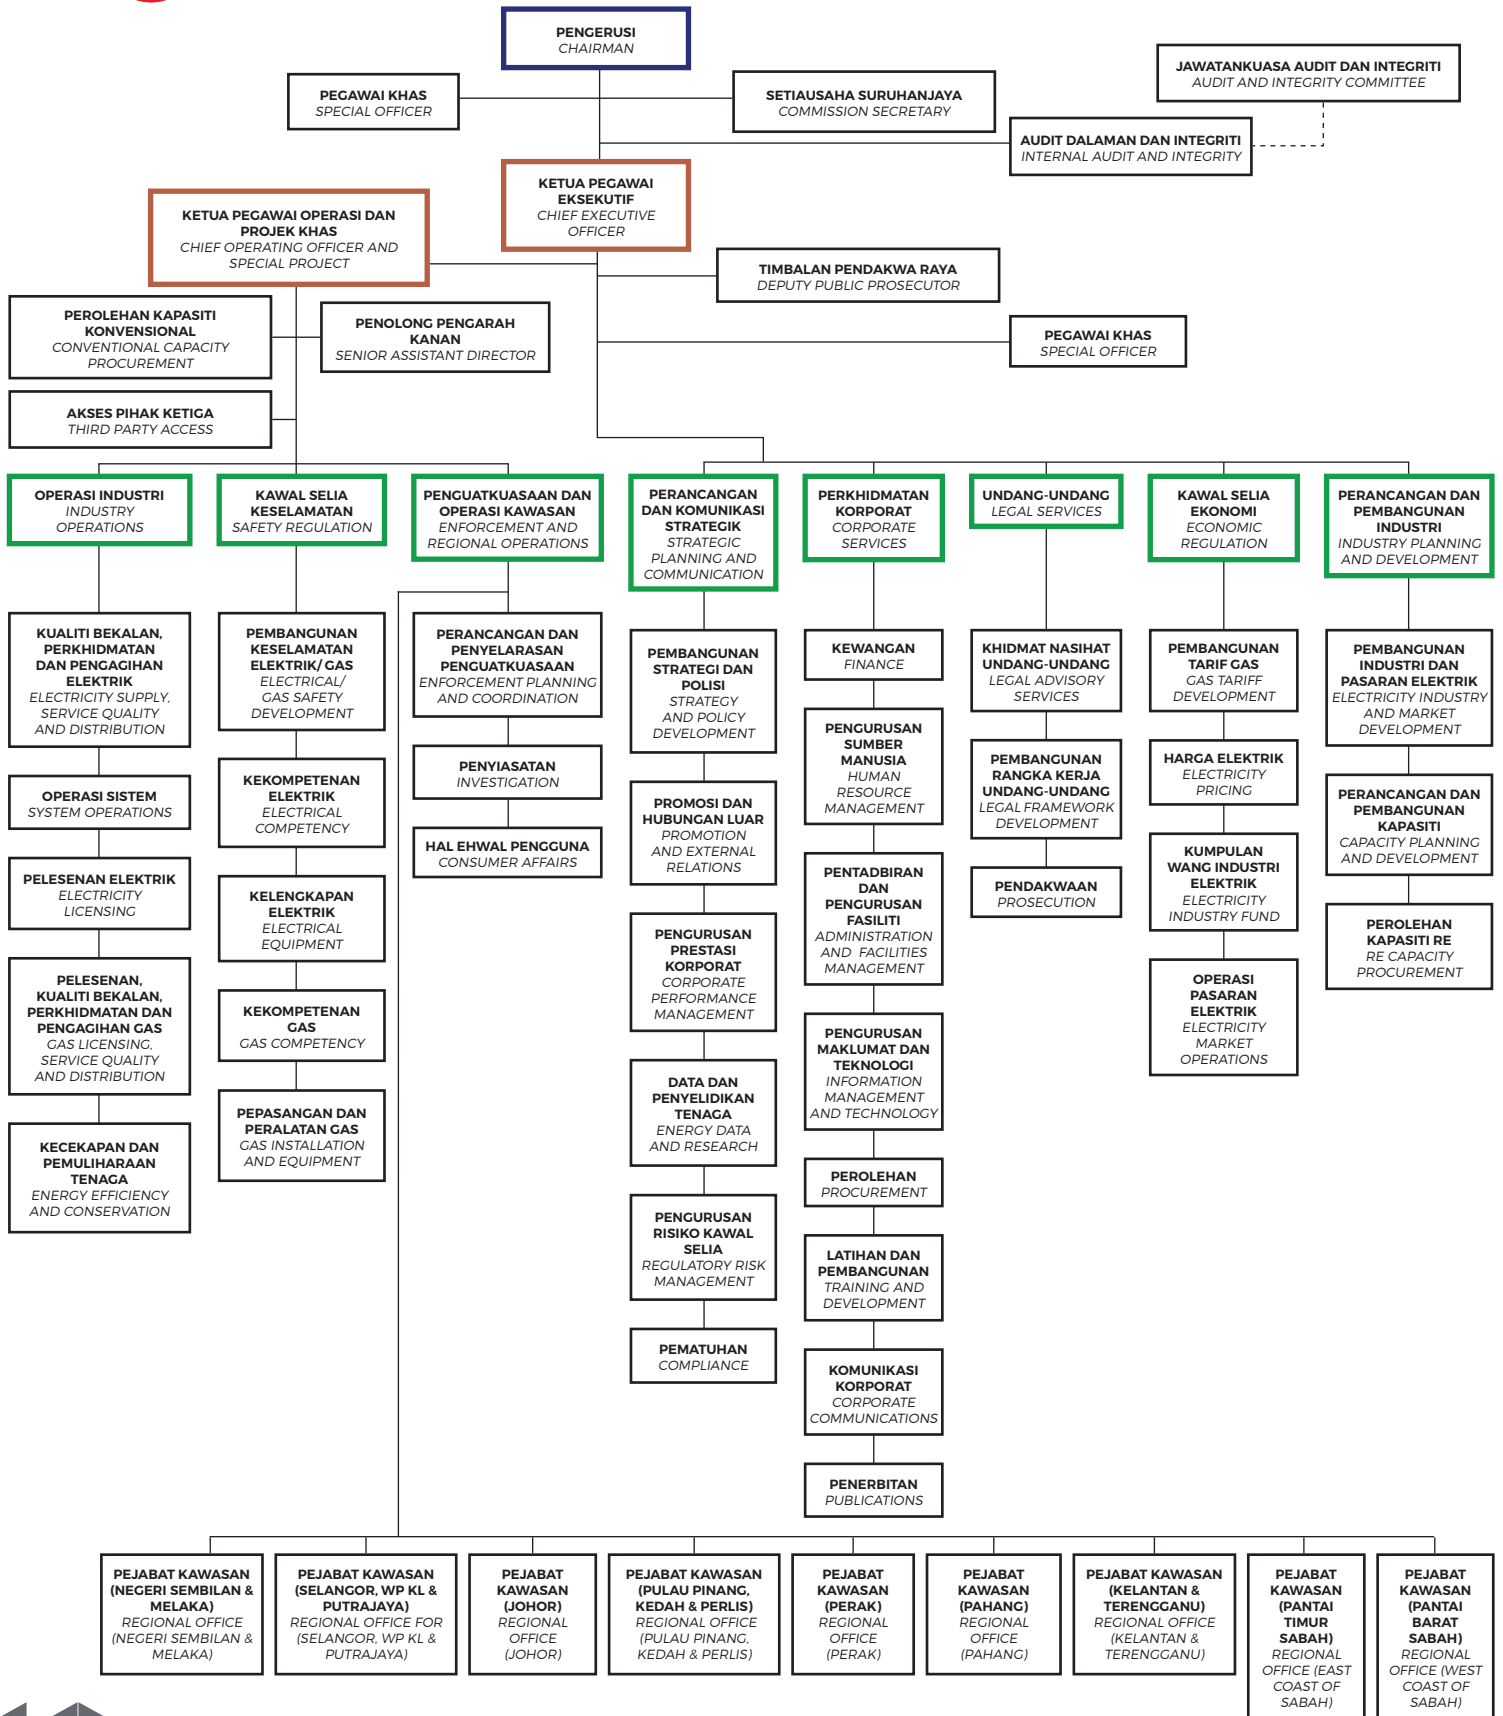 PENGERUSI
CHAIRMAN
JAWATANKUASA AUDIT DAN INTEGRITI
AUDIT AND INTEGRITY COMMITTEE
PEGAWAI KHAS
SPECIAL OFFICER
SETIAUSAHA SURUHANJAYA
COMMISSION SECRETARY
AUDIT DALAMAN DAN INTEGRITI
INTERNAL AUDIT AND INTEGRITY
KETUA PEGAWAI
EKSEKUTIF
CHIEF EXECUTIVE
OFFICER
KETUA PEGAWAI OPERASI DAN
PROJEK KHAS
CHIEF OPERATING OFFICER AND
SPECIAL PROJECT
TIMBALAN PENDAKWA RAYA
DEPUTY PUBLIC PROSECUTOR
PEROLEHAN KAPASITI
KONVENSIONAL
CONVENTIONAL CAPACITY
PROCUREMENT
PENOLONG PENGARAH
KANAN
SENIOR ASSISTANT DIRECTOR
PEGAWAI KHAS
SPECIAL OFFICER
AKSES PIHAK KETIGA
THIRD PARTY ACCESS
OPERASI INDUSTRI
INDUSTRY
OPERATIONS
KAWAL SELIA
KESELAMATAN
SAFETY REGULATION
PENGUATKUASAAN DAN
OPERASI KAWASAN
ENFORCEMENT AND
REGIONAL OPERATIONS
PERANCANGAN
DAN KOMUNIKASI
STRATEGIK
STRATEGIC
PLANNING AND
COMMUNICATION
PERKHIDMATAN
KORPORAT
CORPORATE
SERVICES
UNDANG-UNDANG
LEGAL SERVICES
KAWAL SELIA
EKONOMI
ECONOMIC
REGULATION
PERANCANGAN DAN
PEMBANGUNAN
INDUSTRI
INDUSTRY PLANNING
AND DEVELOPMENT
KUALITI BEKALAN,
PERKHIDMATAN
DAN PENGAGIHAN
ELEKTRIK
ELECTRICITY SUPPLY,
SERVICE QUALITY
AND DISTRIBUTION
OPERASI SISTEM
SYSTEM OPERATIONS
PELESENAN ELEKTRIK
ELECTRICITY
LICENSING
PELESENAN,
KUALITI BEKALAN,
PERKHIDMATAN DAN
PENGAGIHAN GAS
GAS LICENSING,
SERVICE QUALITY
AND DISTRIBUTION
KECEKAPAN DAN
PEMULIHARAAN
TENAGA
ENERGY EFFICIENCY
AND CONSERVATION
PEMBANGUNAN
KESELAMATAN
ELEKTRIK/ GAS
ELECTRICAL/
GAS SAFETY
DEVELOPMENT
KEKOMPETENAN
ELEKTRIK
ELECTRICAL
COMPETENCY
KELENGKAPAN
ELEKTRIK
ELECTRICAL
EQUIPMENT
KEKOMPETENAN
GAS
GAS COMPETENCY
PEPASANGAN DAN
PERALATAN GAS
GAS INSTALLATION
AND EQUIPMENT
PERANCANGAN DAN
PENYELARASAN
PENGUATKUASAAN
ENFORCEMENT PLANNING
AND COORDINATION
PENYIASATAN
INVESTIGATION
HAL EHWAL PENGGUNA
CONSUMER AFFAIRS
PEMBANGUNAN
STRATEGI DAN
POLISI
STRATEGY
AND POLICY
DEVELOPMENT
PROMOSI DAN
HUBUNGAN LUAR
PROMOTION
AND EXTERNAL
RELATIONS
PENGURUSAN
PRESTASI
KORPORAT
CORPORATE
PERFORMANCE
MANAGEMENT
DATA DAN
PENYELIDIKAN
TENAGA
ENERGY DATA
AND RESEARCH
PENGURUSAN
RISIKO KAWAL
SELIA
REGULATORY RISK
MANAGEMENT
PEMATUHAN
COMPLIANCE
KEWANGAN
FINANCE
PENGURUSAN
SUMBER
MANUSIA
HUMAN
RESOURCE
MANAGEMENT
PENTADBIRAN
DAN
PENGURUSAN
FASILITI
ADMINISTRATION
AND FACILITIES
MANAGEMENT
PENGURUSAN
MAKLUMAT DAN
TEKNOLOGI
INFORMATION
MANAGEMENT
AND TECHNOLOGY
PEROLEHAN
PROCUREMENT
LATIHAN DAN
PEMBANGUNAN
TRAINING AND
DEVELOPMENT
KOMUNIKASI
KORPORAT
CORPORATE
COMMUNICATIONS
PENERBITAN
PUBLICATIONS
KHIDMAT NASIHAT
UNDANG-UNDANG
LEGAL ADVISORY
SERVICES
PEMBANGUNAN
RANGKA KERJA
UNDANG-UNDANG
LEGAL FRAMEWORK
DEVELOPMENT
PENDAKWAAN
PROSECUTION
PEMBANGUNAN
TARIF GAS
GAS TARIFF
DEVELOPMENT
HARGA ELEKTRIK
ELECTRICITY
PRICING
KUMPULAN
WANG INDUSTRI
ELEKTRIK
ELECTRICITY
INDUSTRY FUND
OPERASI
PASARAN
ELEKTRIK
ELECTRICITY
MARKET
OPERATIONS
PEMBANGUNAN
INDUSTRI DAN
PASARAN ELEKTRIK
ELECTRICITY INDUSTRY
AND MARKET
DEVELOPMENT
PERANCANGAN DAN
PEMBANGUNAN
KAPASITI
CAPACITY PLANNING
AND DEVELOPMENT
PEROLEHAN
KAPASITI RE
RE CAPACITY
PROCUREMENT
PEJABAT KAWASAN
(NEGERI SEMBILAN &
MELAKA)
REGIONAL OFFICE
(NEGERI SEMBILAN &
MELAKA)
PEJABAT KAWASAN
(SELANGOR, WP KL &
PUTRAJAYA)
REGIONAL OFFICE FOR
(SELANGOR, WP KL &
PUTRAJAYA)
PEJABAT
KAWASAN
(JOHOR)
REGIONAL
OFFICE
(JOHOR)
PEJABAT KAWASAN
(PULAU PINANG,
KEDAH & PERLIS)
REGIONAL OFFICE
(PULAU PINANG,
KEDAH & PERLIS)
PEJABAT
KAWASAN
(PERAK)
REGIONAL
OFFICE
(PERAK)
PEJABAT
KAWASAN
(PAHANG)
REGIONAL
OFFICE
(PAHANG)
PEJABAT KAWASAN
(KELANTAN &
TERENGGANU)
REGIONAL OFFICE
(KELANTAN &
TERENGGANU)
PEJABAT
KAWASAN
(PANTAI
TIMUR
SABAH)
REGIONAL
OFFICE (EAST
COAST OF
SABAH)
PEJABAT
KAWASAN
(PANTAI
BARAT
SABAH)
REGIONAL
OFFICE (WEST
COAST OF
SABAH)